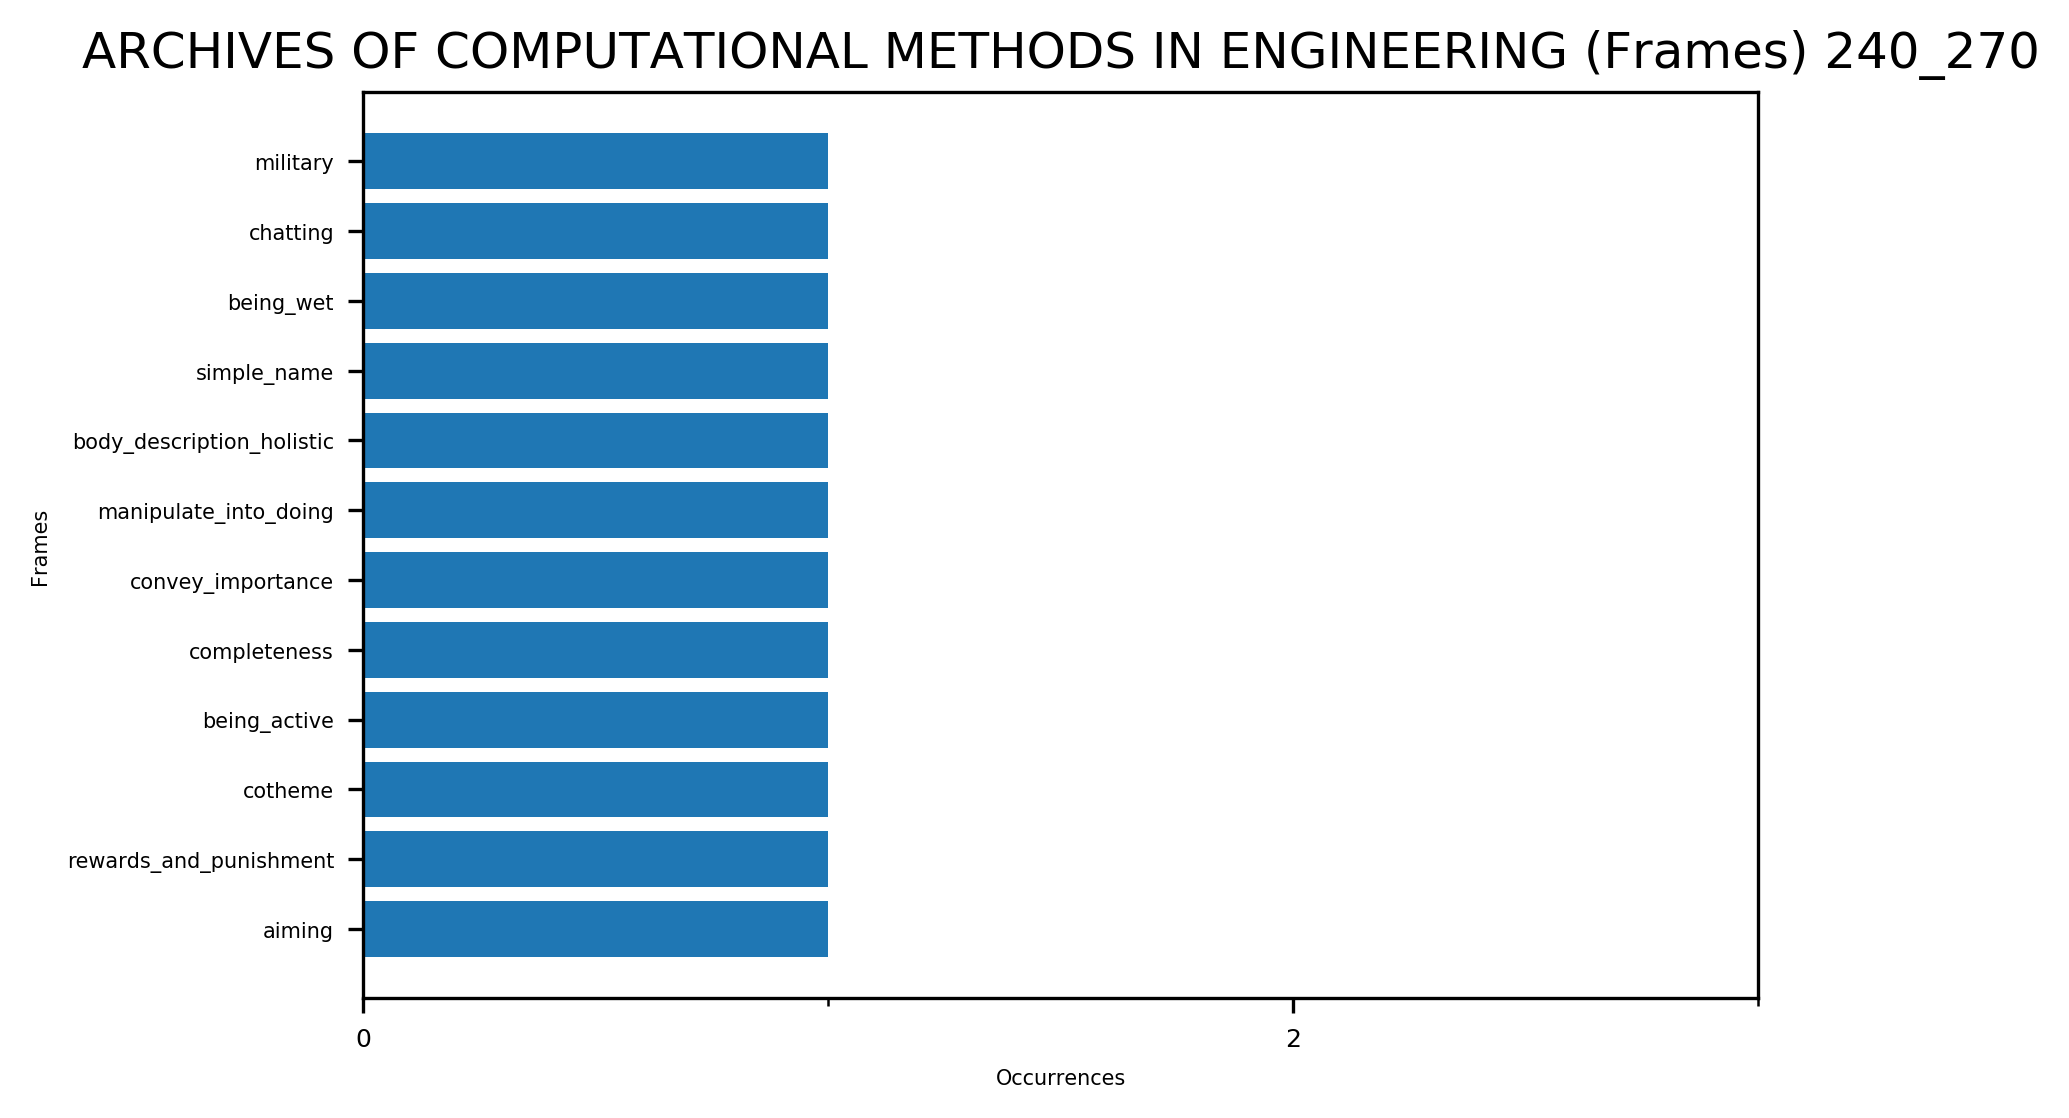 ARCHIVES OF COMPUTATIONAL METHODS IN ENGINEERING (Frames) 240_270
military
chatting
being_wet
simple_name
body_description_holistic
manipulate_into_doing
convey_importance
completeness
being_active
cotheme
rewards_and_punishment
aiming
Frames
0 2
Occurrences